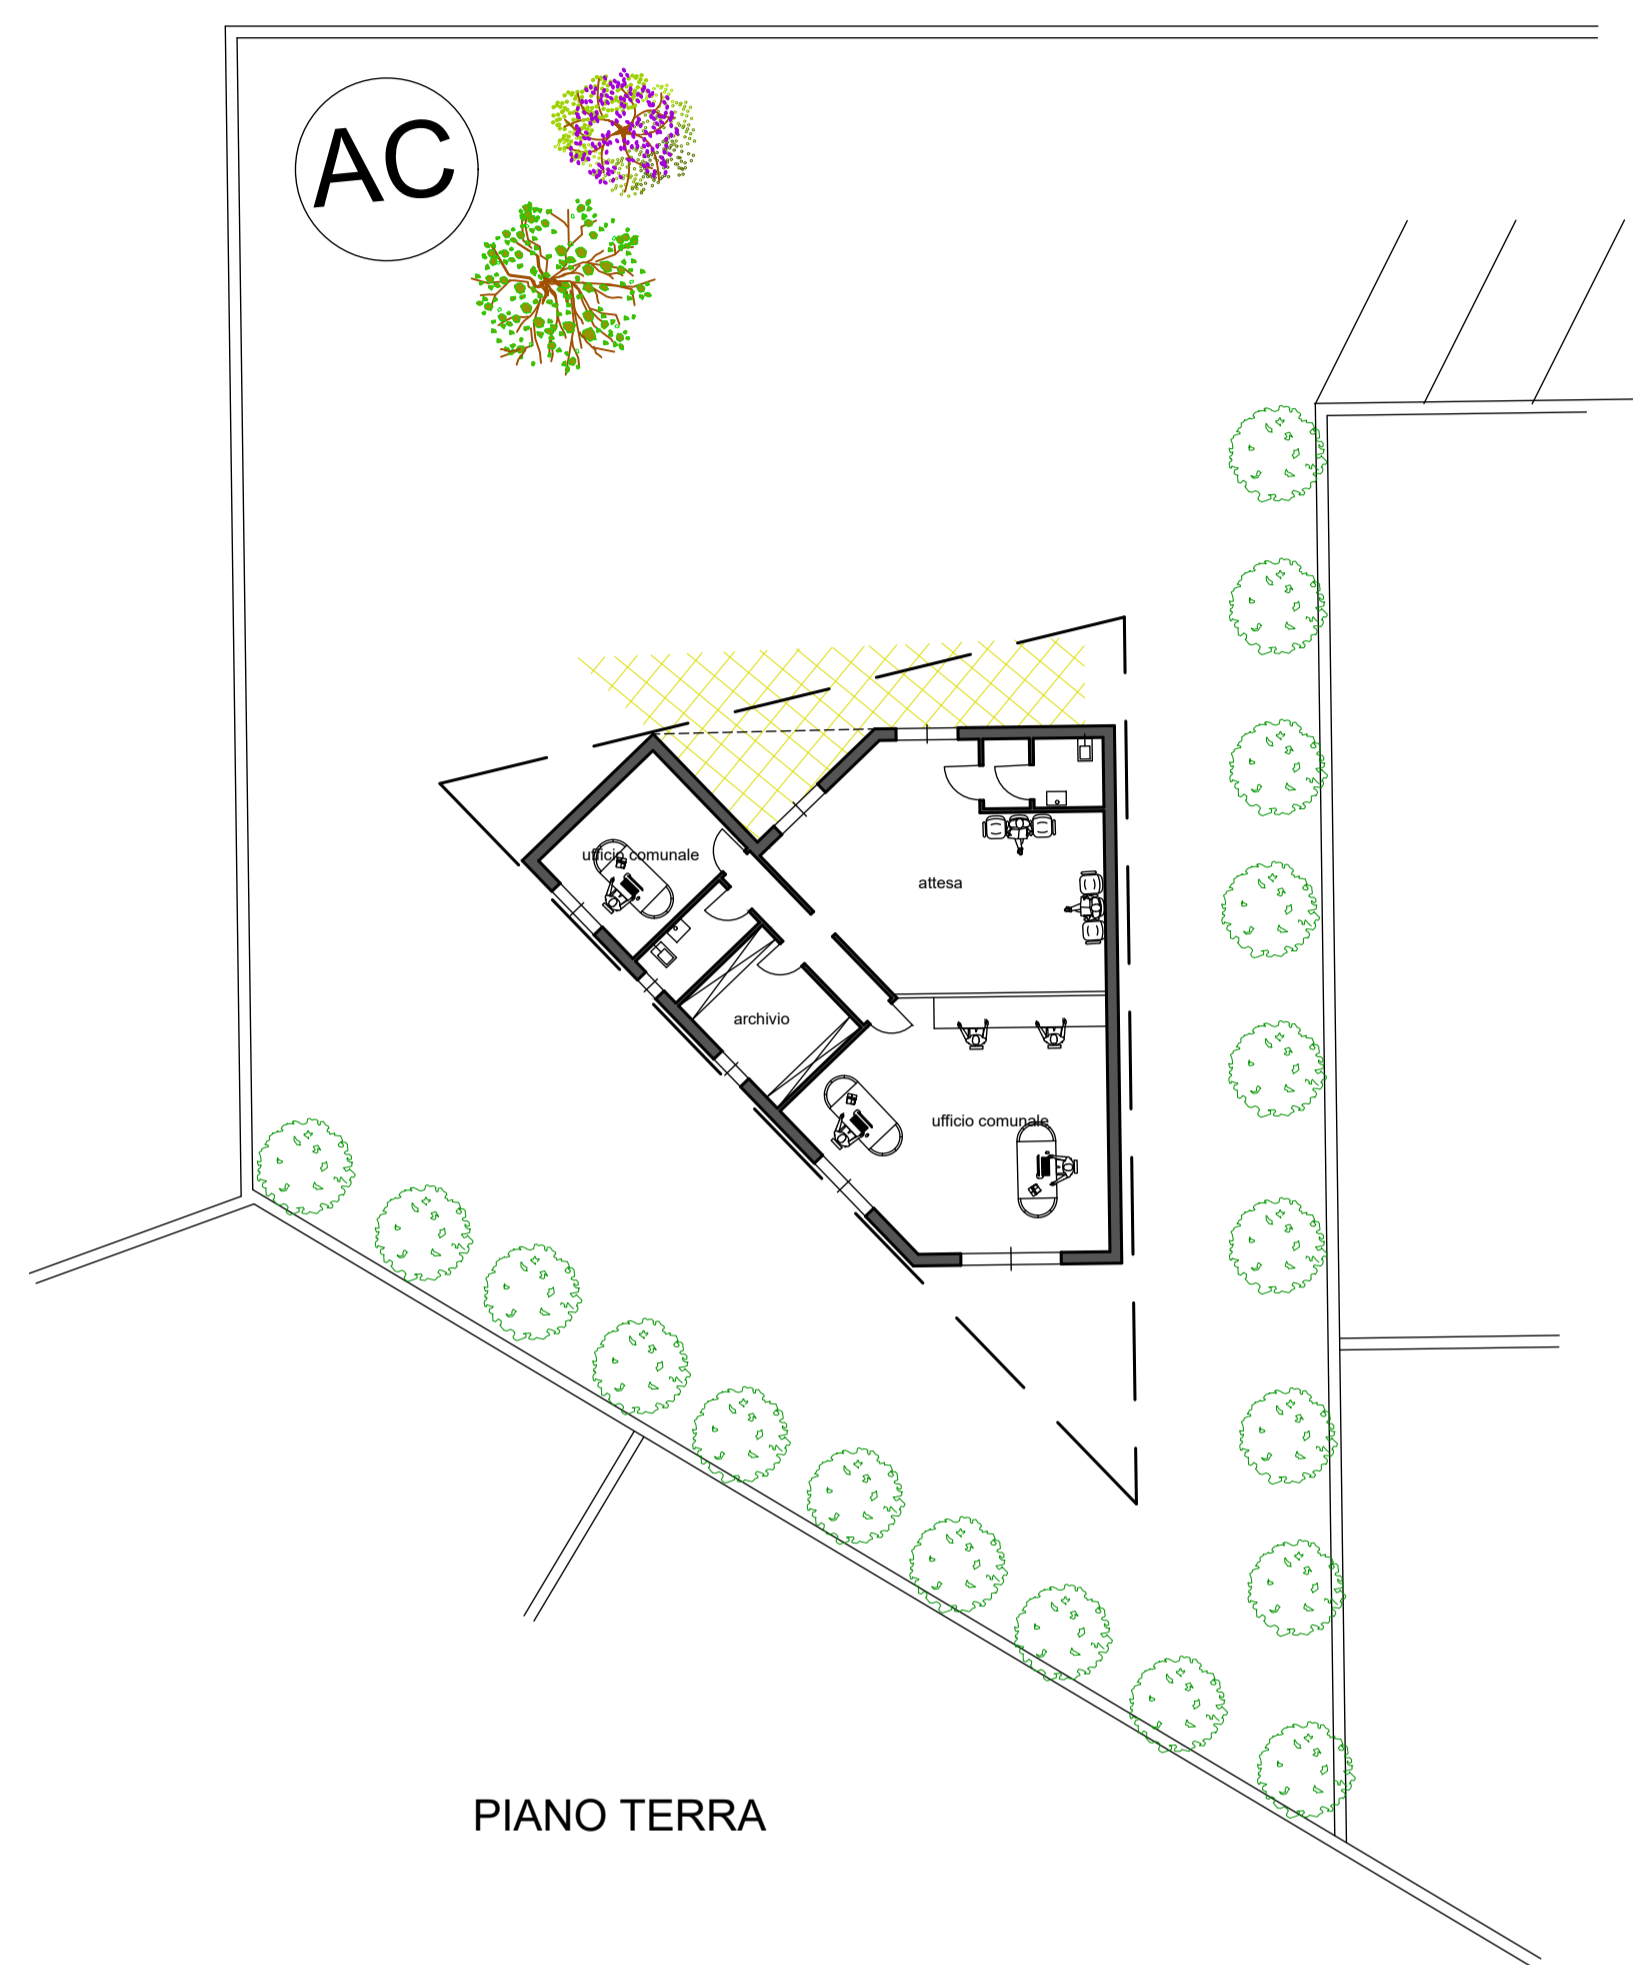 AC
ufficio comunale
attesa
archivio
ufficio comunale
PIANO TERRA